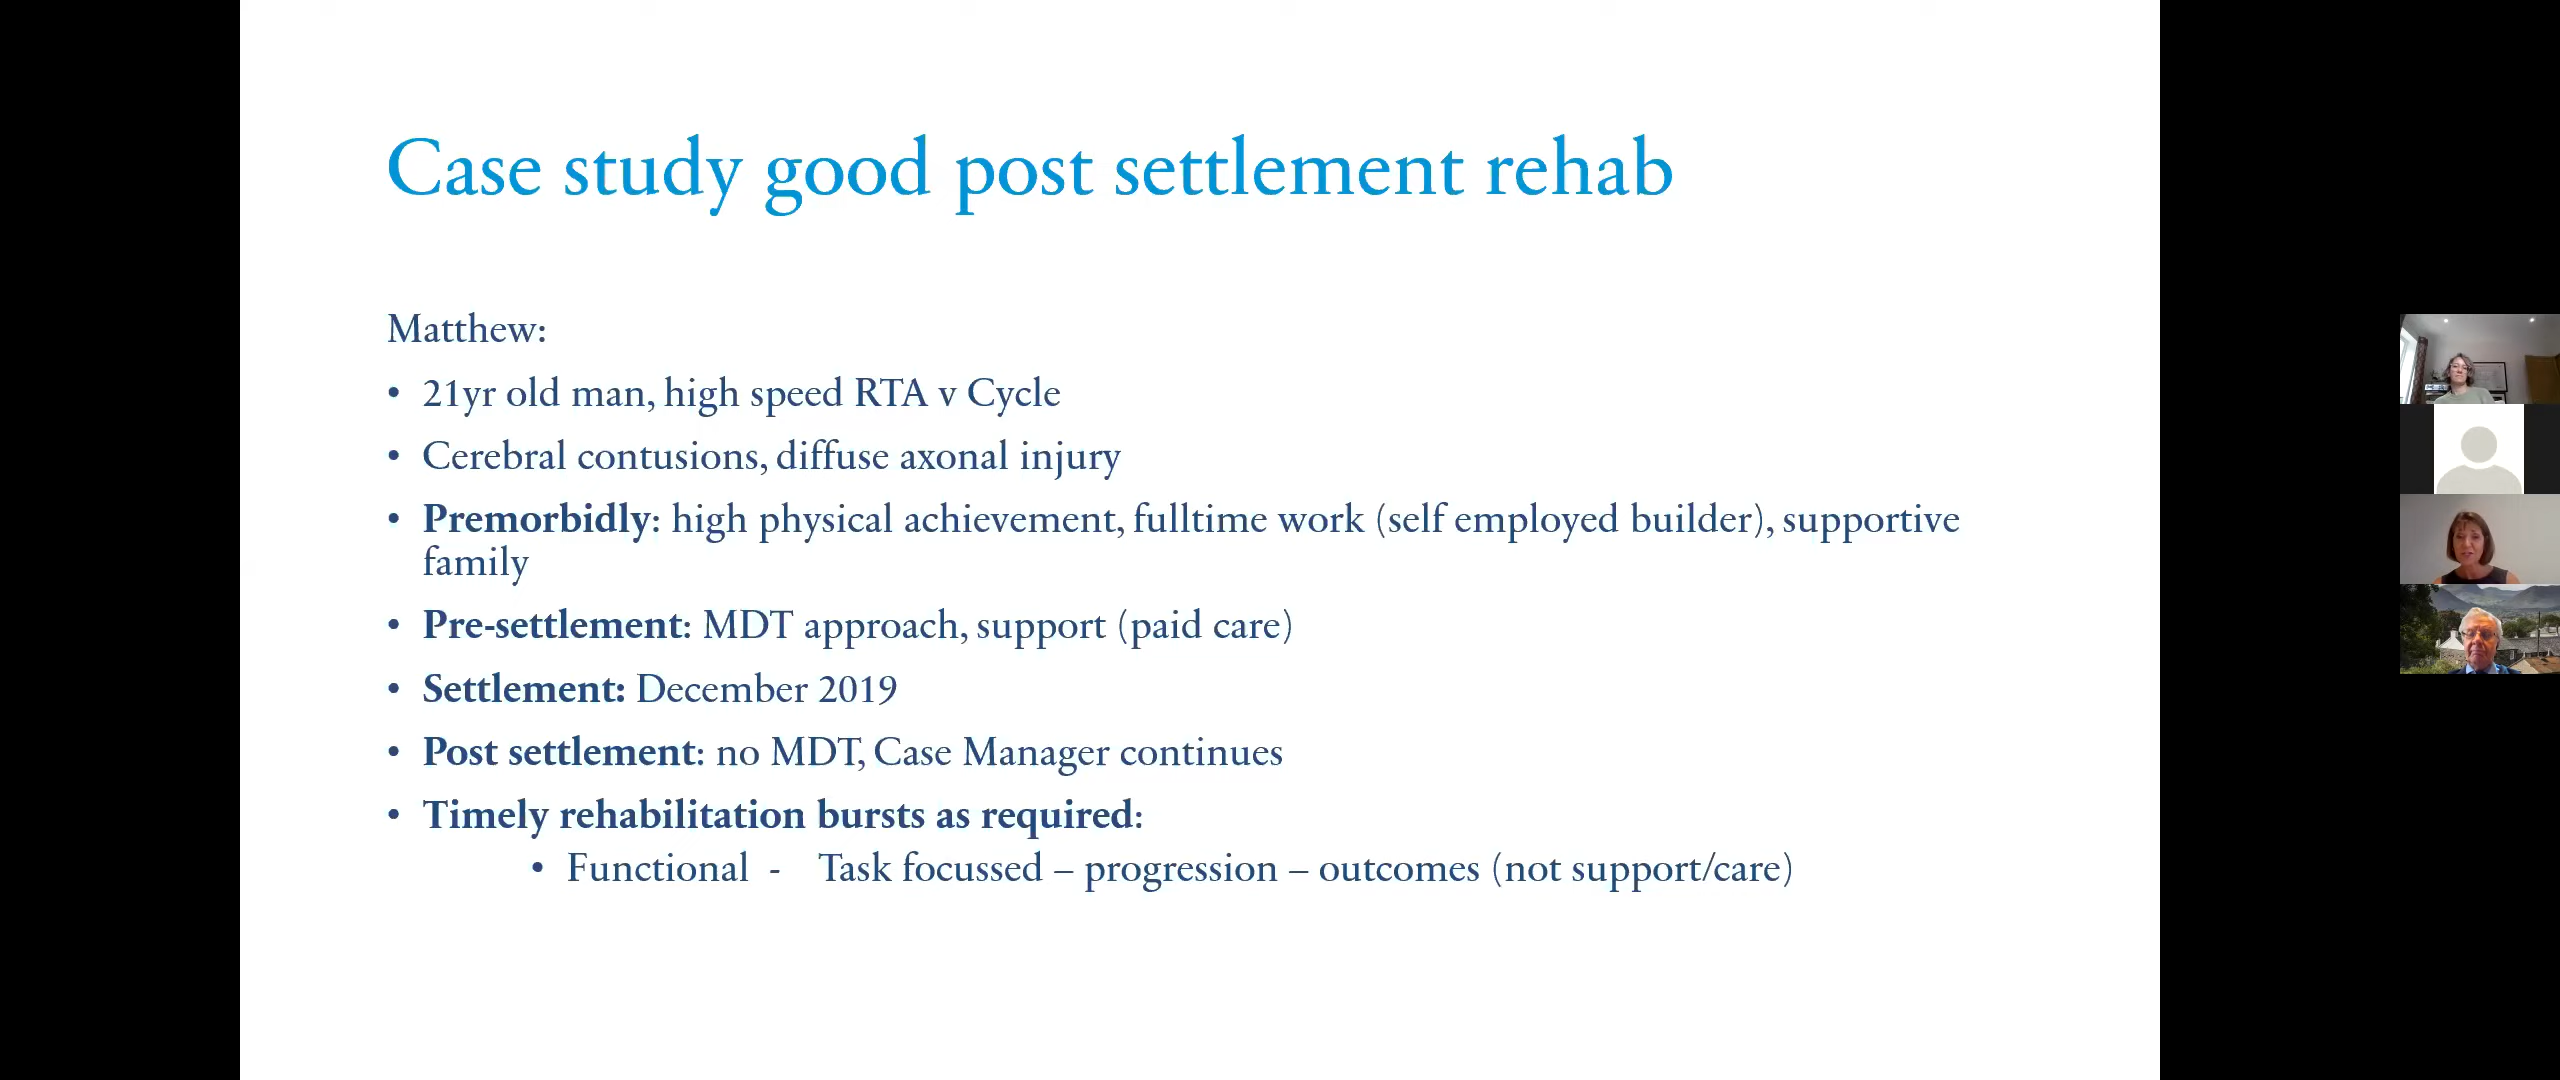 Case study good post settlement rehab
Matthew:
• 21yr old man, high speed RTA v Cycle
• Cerebral contusions, diffuse axonal injury
• Premorbidly: high physical achievement, fulltime work (self employed builder), supportive
family
• Pre-settlement: MDT approach, support (paid care)
• Settlement: December 2019
• Post settlement: no MDT, Case Manager continues
• Timely rehabilitation bursts as required:
• Functional - Task focussed – progression – outcomes (not support/care)